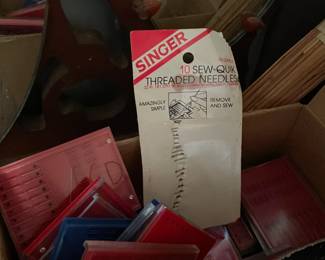 SINGER
10 SEW-QUIK
THREADED NEEDLES
AMAZINGLY
SIMPLE
REMOVE
AND SEW